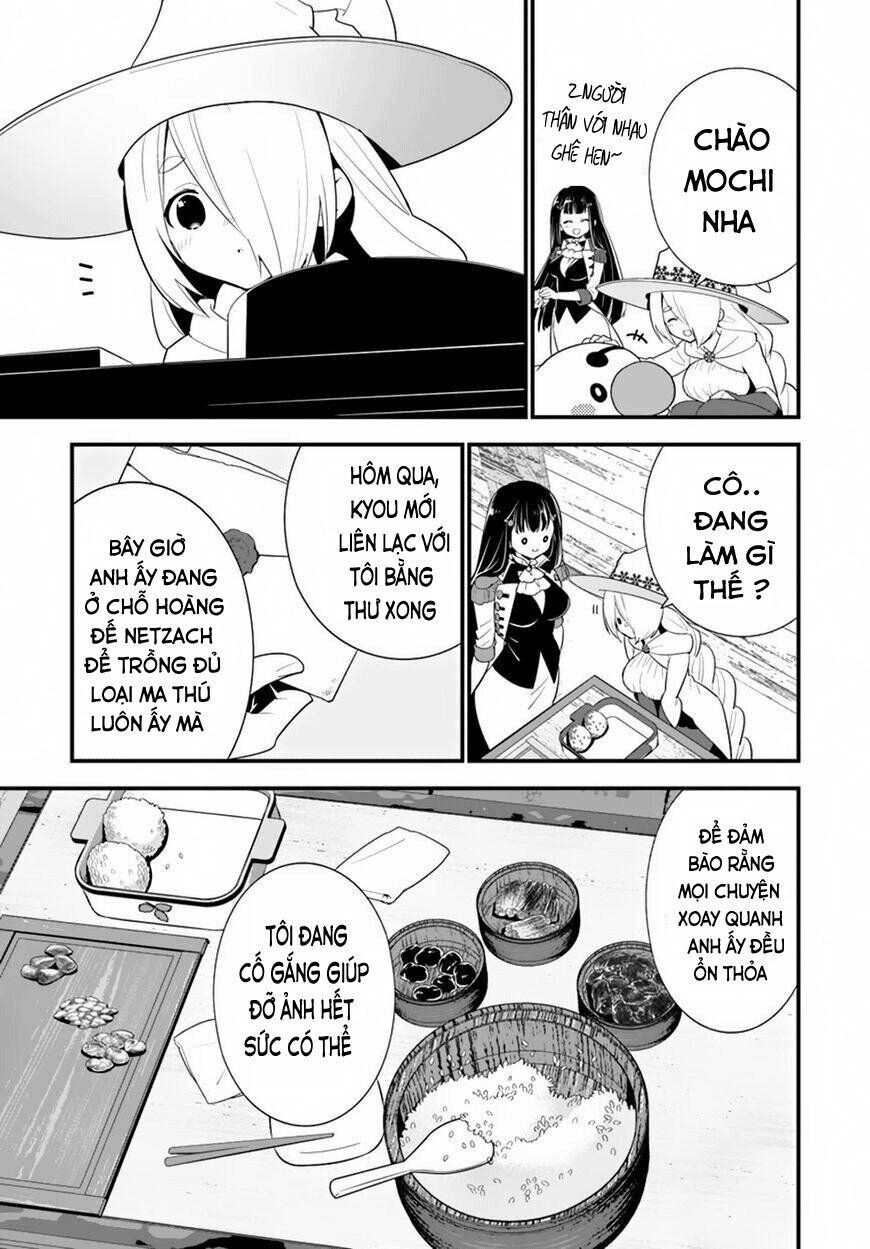 CHÀO
MOCHI
NHA
2 NGƯỜI
THÂN VỚI NHAU
GHÊ HEN~
CÔ..
ĐANG
LÀM GÌ
THẾ ?
HÔM QUA,
KYOU MỚI
LIÊN LẠC VỚI
TÔI BẰNG
THƯ XONG
BÂY GIỜ
ANH ẤY ĐANG
Ở CHỖ HOÀNG
ĐẾ NETZACH
ĐỂ TRỒNG ĐỦ
LOẠI MA THÚ
LUÔN ẤY MÀ
ĐỂ ĐẢM
BÀO RẰNG
MỌI CHUYỆN
XOAY QUANH
ANH ẤY ĐỀU
ỔN THỎA
TÔI ĐANG
CỐ GẮNG GIÚP
ĐỠ ẢNH HẾT
SỨC CÓ THỂ